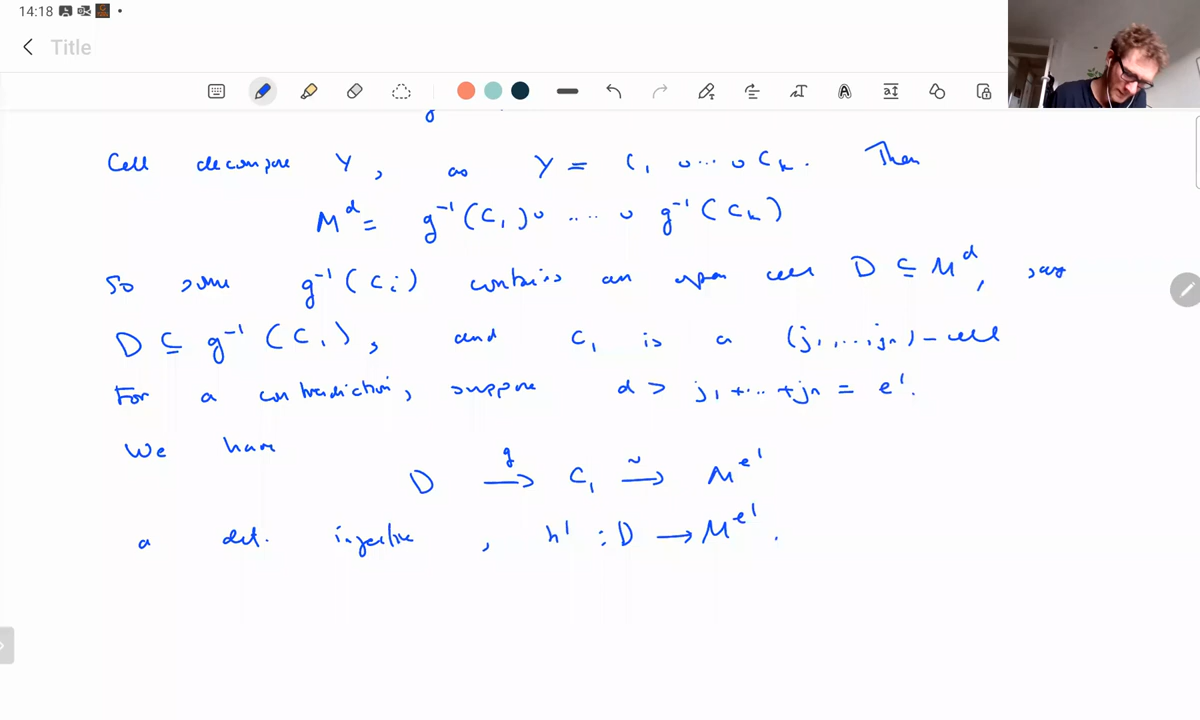 14:18
Title
Cell decompose Y, as Y = C₁ ∪ ⋯ ∪ Cₖ. Then
Mᵈ = g⁻¹(C₁) ∪ ⋯⋅ ∪ g⁻¹(Cₖ)
So some g⁻¹(Cᵢ) contains an open cell D ⊆ Mᵈ, say
D ⊆ g⁻¹(C₁), and C₁ is a (j₁,...,jₙ)-cell
For a contradiction, suppose d > j₁ + ⋯ + jₙ = e'.
We have
g ~
D → C₁ → Mᵉ'
a def. injective, h' : D → Mᵉ'.